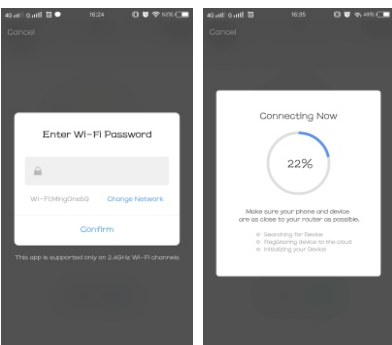 16:24
Cancel
Enter Wi-Fi Password
Change Network
Confirm
This app is supported only on 2.4GHz Wi-Fi channels
16:35
Cancel
Connecting Now
22%
Make sure your phone and device
are as close to your router as possible.
Searching for Device
Registering device to the cloud
Initializing your Device